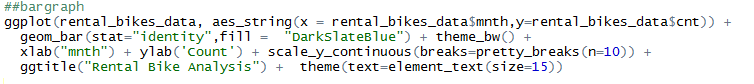 ##bargraph
ggplot(rental_bikes_data, aes_string(x = rental_bikes_data$mnth,y=rental_bikes_data$cnt)) +
geom_bar(stat="identity",fill = "DarkSlateBlue") + theme_bw() +
xlab("mnth") + ylab('Count') + scale_y_continuous(breaks=pretty_breaks(n=10)) +
ggtitle("Rental Bike Analysis") + theme(text=element_text(size=15))